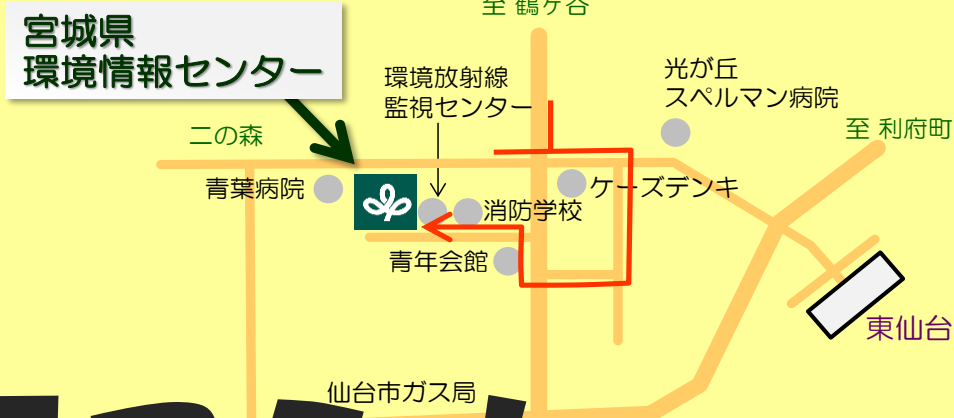 至 鶴ヶ谷
宮城県
環境情報センター
環境放射線
監視センター
光が丘
スペルマン病院
二の森
至 利府町
青葉病院
ケーズデンキ
消防学校
青年会館
東仙台
仙台市ガス局